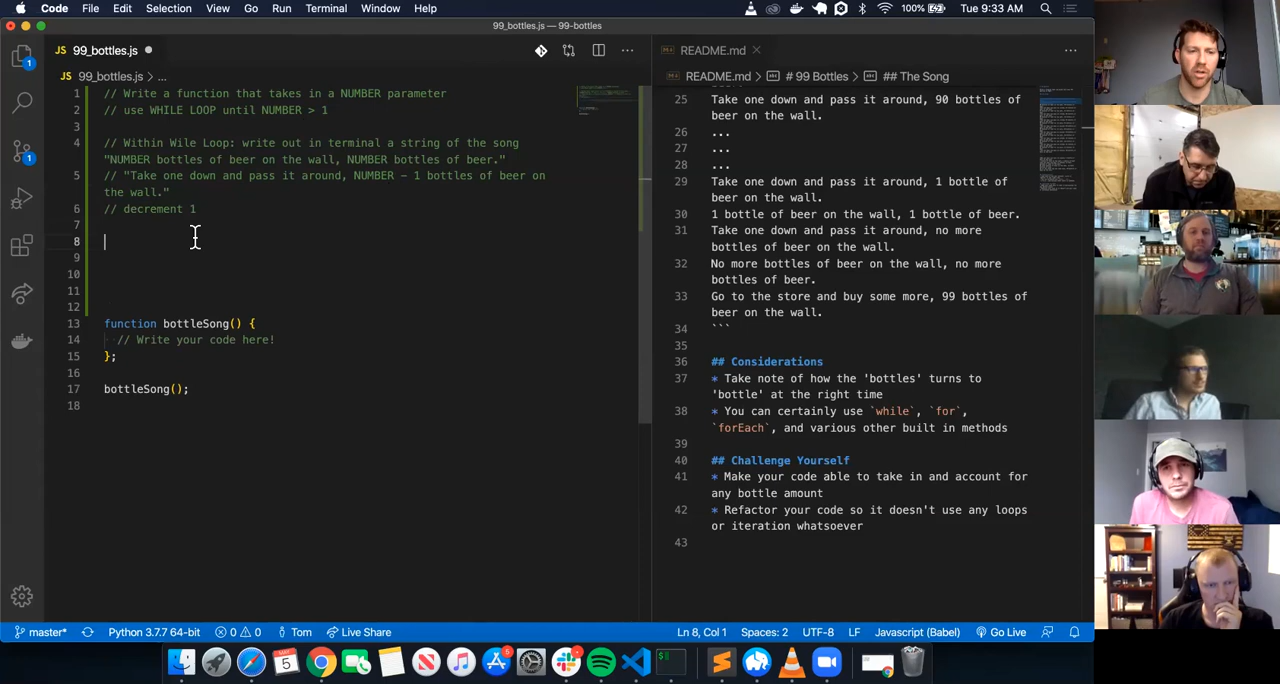 Code File Edit Selection View Go Run Terminal Window Help
100% Tue 9:33 AM
99_bottles.js — 99-bottles
JS 99_bottles.js
JS 99_bottles.js > ...
1 // Write a function that takes in a NUMBER parameter
2 // use WHILE LOOP until NUMBER > 1
3
4 // Within Wile Loop: write out in terminal a string of the song
"NUMBER bottles of beer on the wall, NUMBER bottles of beer."
5 // "Take one down and pass it around, NUMBER - 1 bottles of beer on
the wall."
6 // decrement 1
7
8
9
10
11
12
13 function bottleSong() {
14 // Write your code here!
15 };
16
17 bottleSong();
18
README.md
README.md > # 99 Bottles > ## The Song
25 Take one down and pass it around, 90 bottles of
beer on the wall.
26 ...
27 ...
28 ...
29 Take one down and pass it around, 1 bottle of
beer on the wall.
30 1 bottle of beer on the wall, 1 bottle of beer.
31 Take one down and pass it around, no more
bottles of beer on the wall.
32 No more bottles of beer on the wall, no more
bottles of beer.
33 Go to the store and buy some more, 99 bottles of
beer on the wall.
34 ```
35
36 ## Considerations
37 * Take note of how the 'bottles' turns to
'bottle' at the right time
38 * You can certainly use `while`, `for`,
`forEach`, and various other built in methods
39
40 ## Challenge Yourself
41 * Make your code able to take in and account for
any bottle amount
42 * Refactor your code so it doesn't use any loops
or iteration whatsoever
43
1
1
master* Python 3.7.7 64-bit 0 0 Tom Live Share Ln 8, Col 1 Spaces: 2 UTF-8 LF Javascript (Babel) Go Live
MAY
5
5